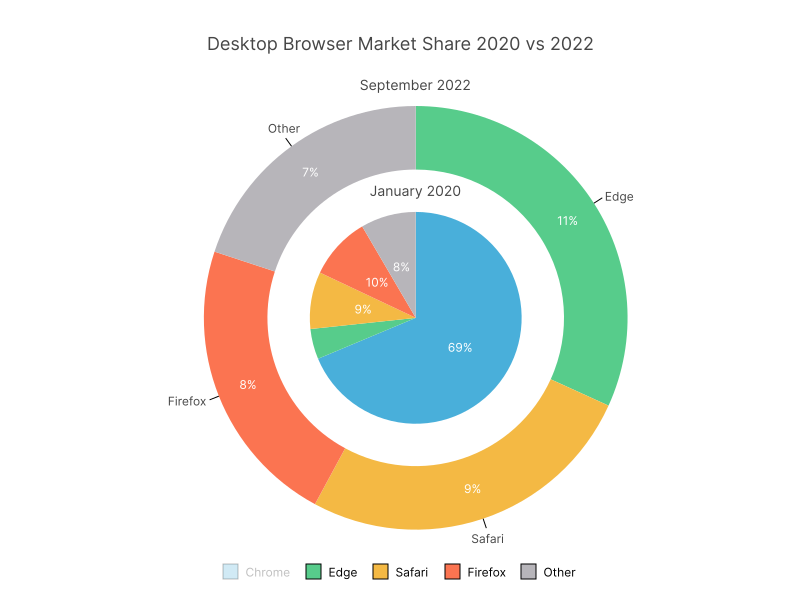 Desktop Browser Market Share 2020 vs 2022
September 2022
Other
7%
January 2020
Edge
11%
8%
10%
9%
69%
Firefox
8%
9%
Safari
Chrome Edge Safari Firefox Other